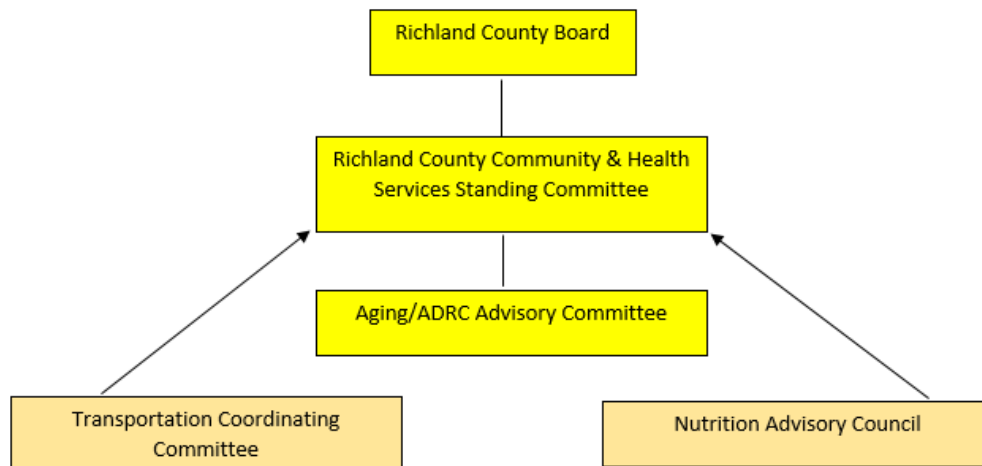 Richland County Board
Richland County Community & Health
Services Standing Committee
Aging/ADRC Advisory Committee
Transportation Coordinating
Committee
Nutrition Advisory Council